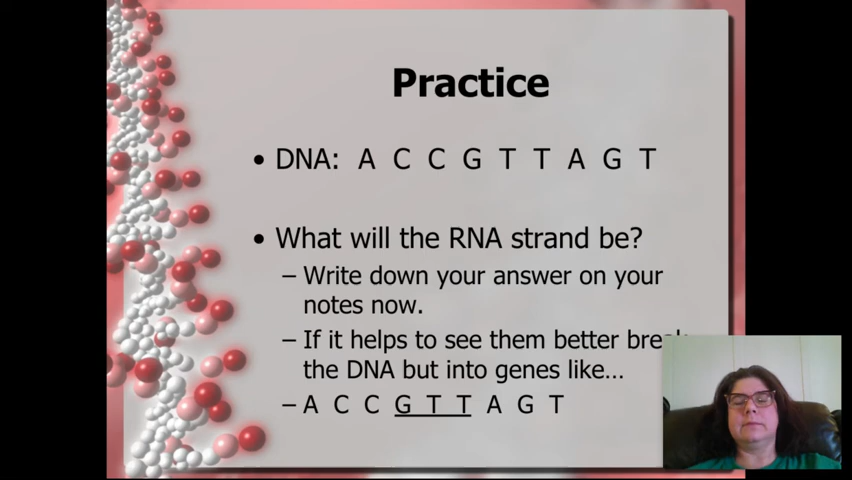 Practice
• DNA: A C C G T T A G T
• What will the RNA strand be?
– Write down your answer on your
notes now.
– If it helps to see them better break
the DNA but into genes like…
– A C C G T T A G T